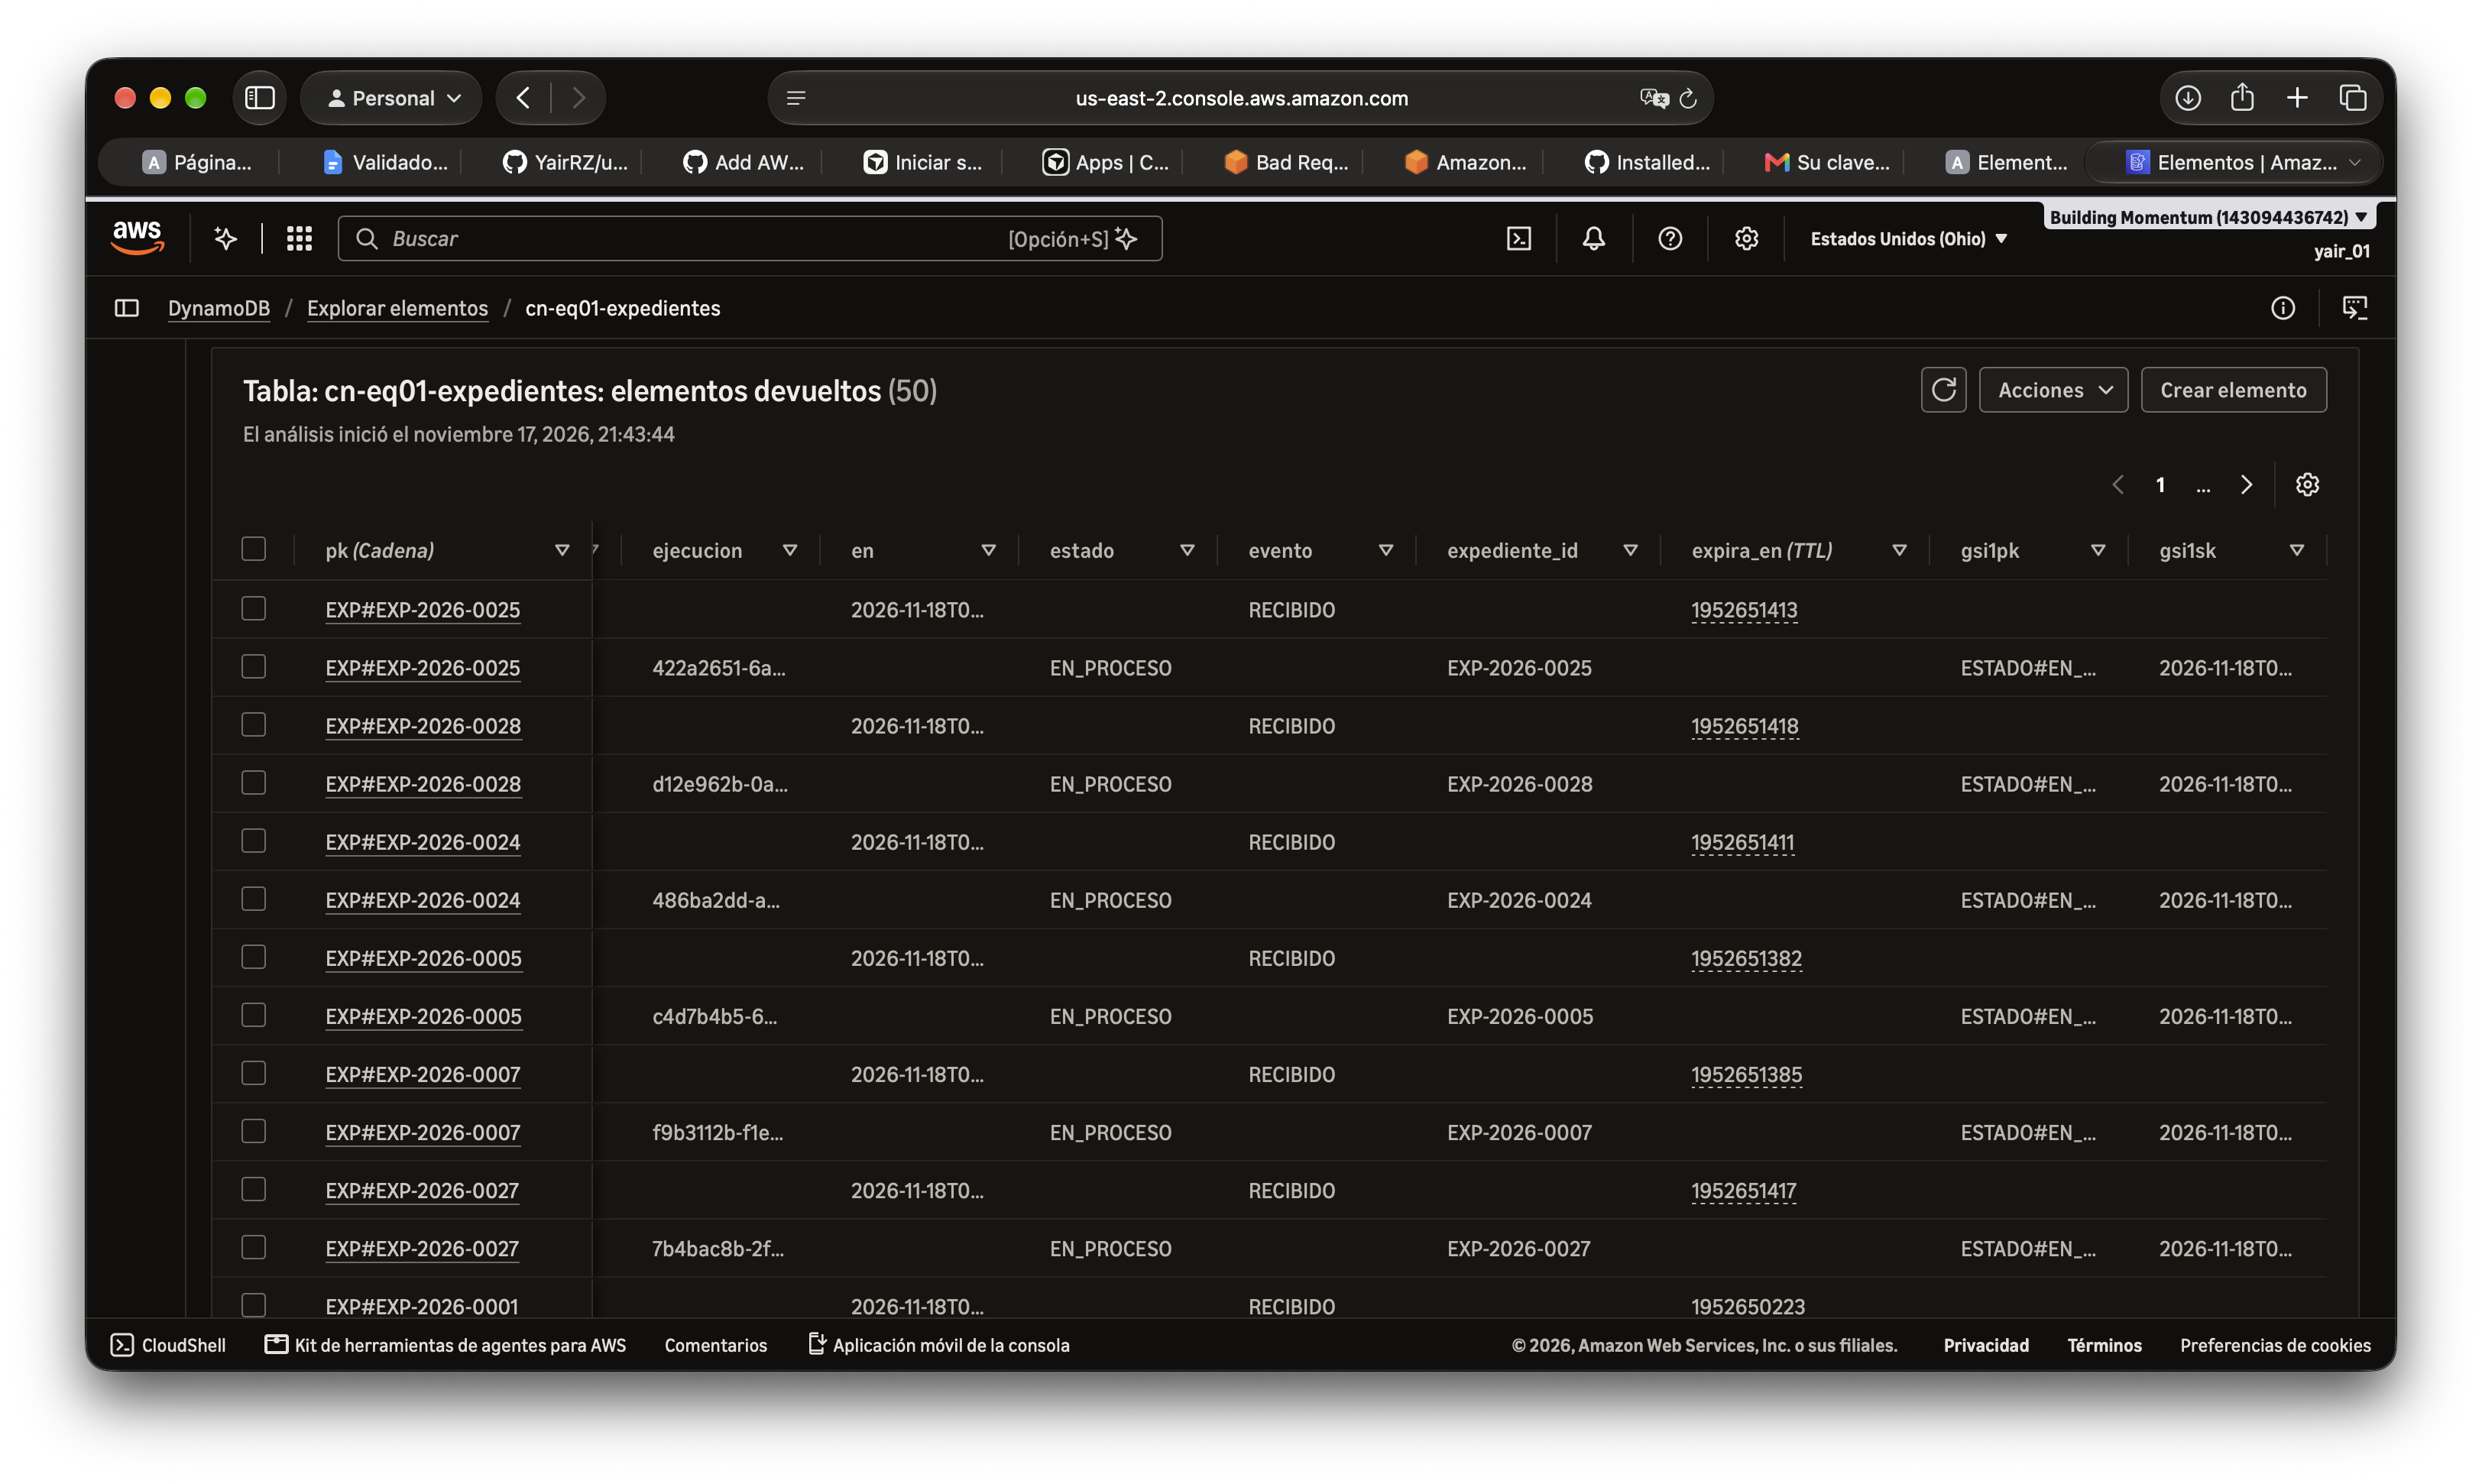 Personal
us-east-2.console.aws.amazon.com
A Página...
Validado...
YairRZ/u...
Add AW...
Iniciar s...
Apps | C...
Bad Req...
Amazon...
Installed...
Su clave...
A Element...
Elementos | Amaz...
aws
Buscar
[Opción+S]
Estados Unidos (Ohio)
Building Momentum (143094436742)
yair_01
DynamoDB / Explorar elementos / cn-eq01-expedientes
Tabla: cn-eq01-expedientes: elementos devueltos (50)
Acciones
Crear elemento
El análisis inició el noviembre 17, 2026, 21:43:44
1 ...
pk (Cadena) ejecucion en estado evento expediente_id expira_en (TTL) gsi1pk gsi1sk
EXP#EXP-2026-0025 2026-11-18T0... RECIBIDO 1952651413
EXP#EXP-2026-0025 422a2651-6a... EN_PROCESO EXP-2026-0025 ESTADO#EN_... 2026-11-18T0...
EXP#EXP-2026-0028 2026-11-18T0... RECIBIDO 1952651418
EXP#EXP-2026-0028 d12e962b-0a... EN_PROCESO EXP-2026-0028 ESTADO#EN_... 2026-11-18T0...
EXP#EXP-2026-0024 2026-11-18T0... RECIBIDO 1952651411
EXP#EXP-2026-0024 486ba2dd-a... EN_PROCESO EXP-2026-0024 ESTADO#EN_... 2026-11-18T0...
EXP#EXP-2026-0005 2026-11-18T0... RECIBIDO 1952651382
EXP#EXP-2026-0005 c4d7b4b5-6... EN_PROCESO EXP-2026-0005 ESTADO#EN_... 2026-11-18T0...
EXP#EXP-2026-0007 2026-11-18T0... RECIBIDO 1952651385
EXP#EXP-2026-0007 f9b3112b-f1e... EN_PROCESO EXP-2026-0007 ESTADO#EN_... 2026-11-18T0...
EXP#EXP-2026-0027 2026-11-18T0... RECIBIDO 1952651417
EXP#EXP-2026-0027 7b4bac8b-2f... EN_PROCESO EXP-2026-0027 ESTADO#EN_... 2026-11-18T0...
EXP#EXP-2026-0001 2026-11-18T0... RECIBIDO 1952650223
CloudShell
Kit de herramientas de agentes para AWS
Comentarios
Aplicación móvil de la consola
© 2026, Amazon Web Services, Inc. o sus filiales.
Privacidad
Términos
Preferencias de cookies